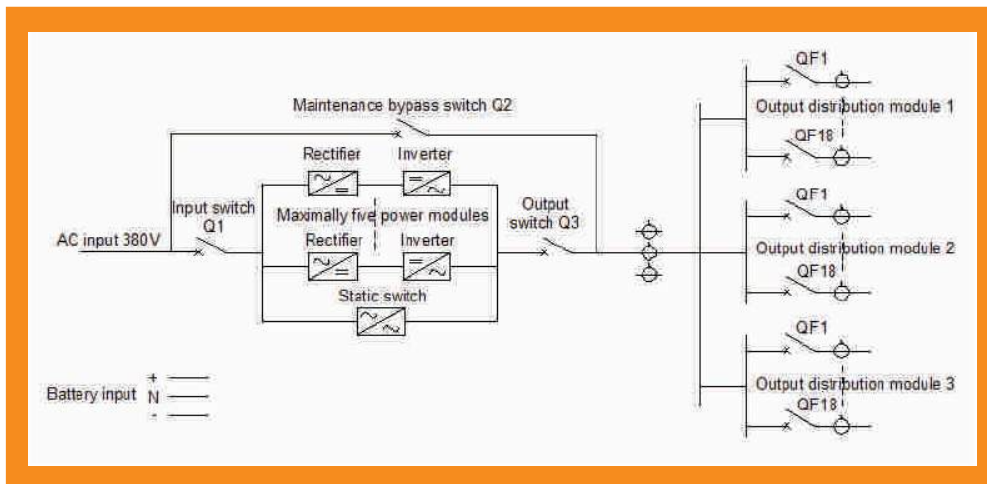 QF1
Output distribution module 1
QF18
Maintenance bypass switch Q2
Rectifier Inverter
Input switch
Q1
Maximally five power modules
Output
switch Q3
AC input 380V
Rectifier Inverter
Static switch
QF1
Output distribution module 2
QF18
QF1
Output distribution module 3
QF18
Battery input
+
N
-